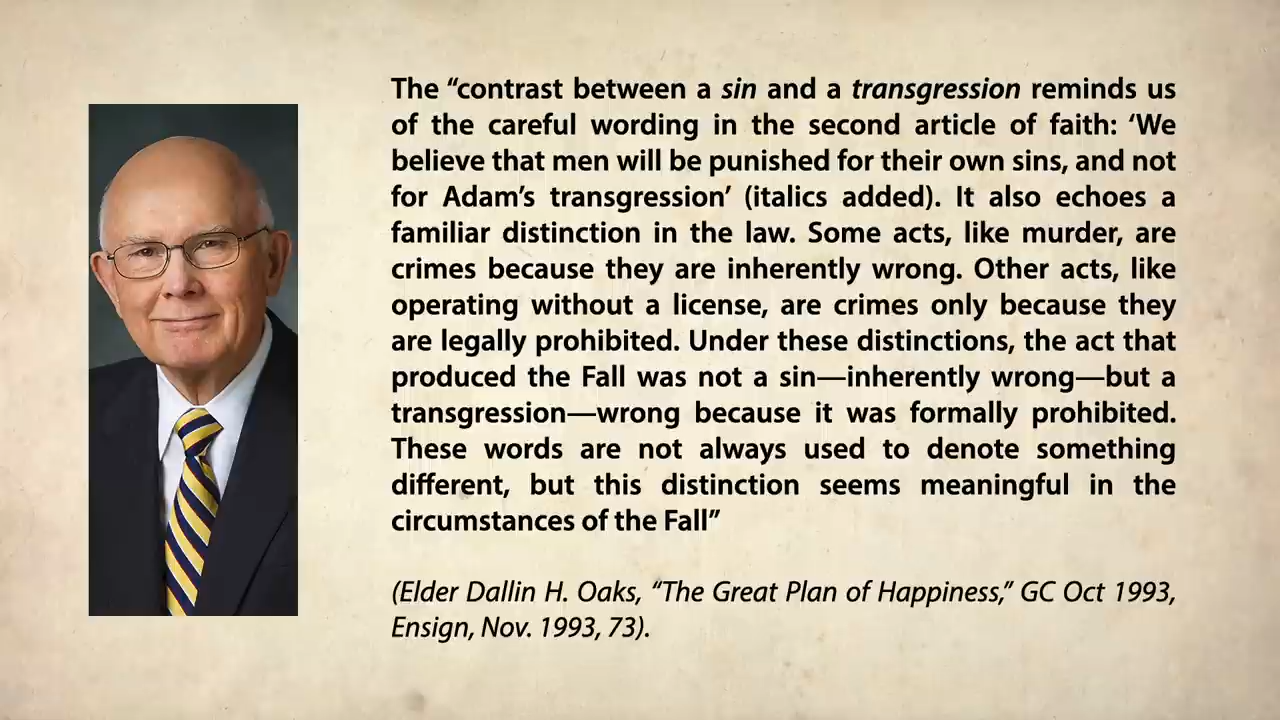 The “contrast between a sin and a transgression reminds us
of the careful wording in the second article of faith: ‘We
believe that men will be punished for their own sins, and not
for Adam’s transgression’ (italics added). It also echoes a
familiar distinction in the law. Some acts, like murder, are
crimes because they are inherently wrong. Other acts, like
operating without a license, are crimes only because they
are legally prohibited. Under these distinctions, the act that
produced the Fall was not a sin—inherently wrong—but a
transgression—wrong because it was formally prohibited.
These words are not always used to denote something
different, but this distinction seems meaningful in the
circumstances of the Fall”
(Elder Dallin H. Oaks, “The Great Plan of Happiness,” GC Oct 1993,
Ensign, Nov. 1993, 73).